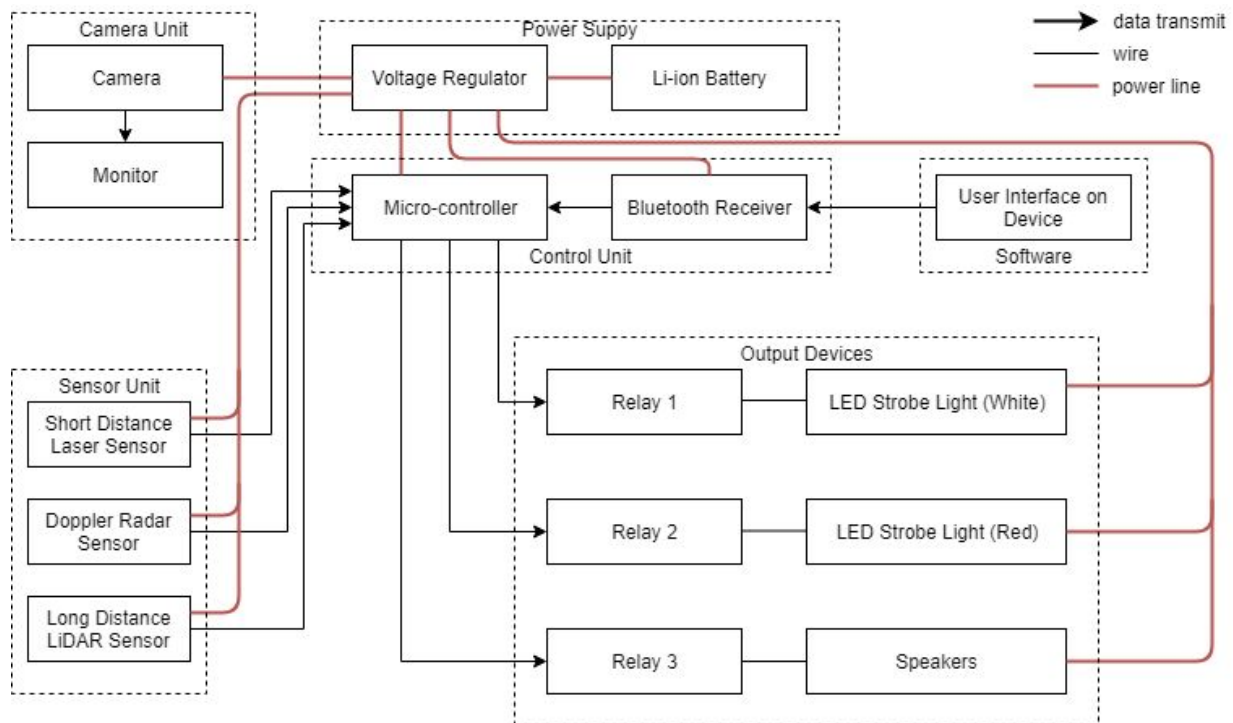 Camera Unit
Power Suppy
data transmit
wire
power line
Camera
Voltage Regulator
Li-ion Battery
Monitor
Micro-controller
Bluetooth Receiver
User Interface on
Device
Control Unit
Software
Output Devices
Sensor Unit
Short Distance
Laser Sensor
Relay 1
LED Strobe Light (White)
Doppler Radar
Sensor
Relay 2
LED Strobe Light (Red)
Long Distance
LiDAR Sensor
Relay 3
Speakers